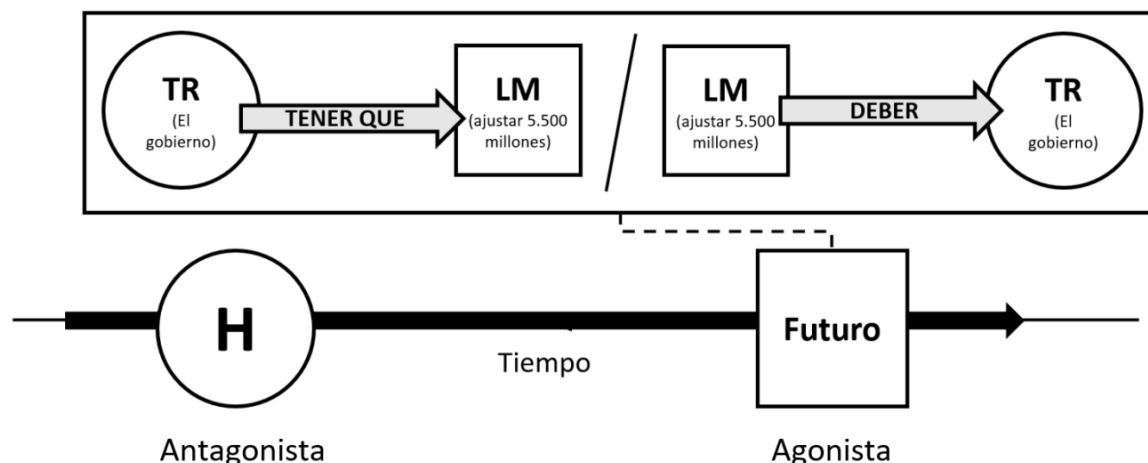 TR
(El
gobierno)
TENER QUE
LM
(ajustar 5.500
millones)
LM
(ajustar 5.500
millones)
DEBER
TR
(El
gobierno)
H
Tiempo
Futuro
Antagonista
Agonista